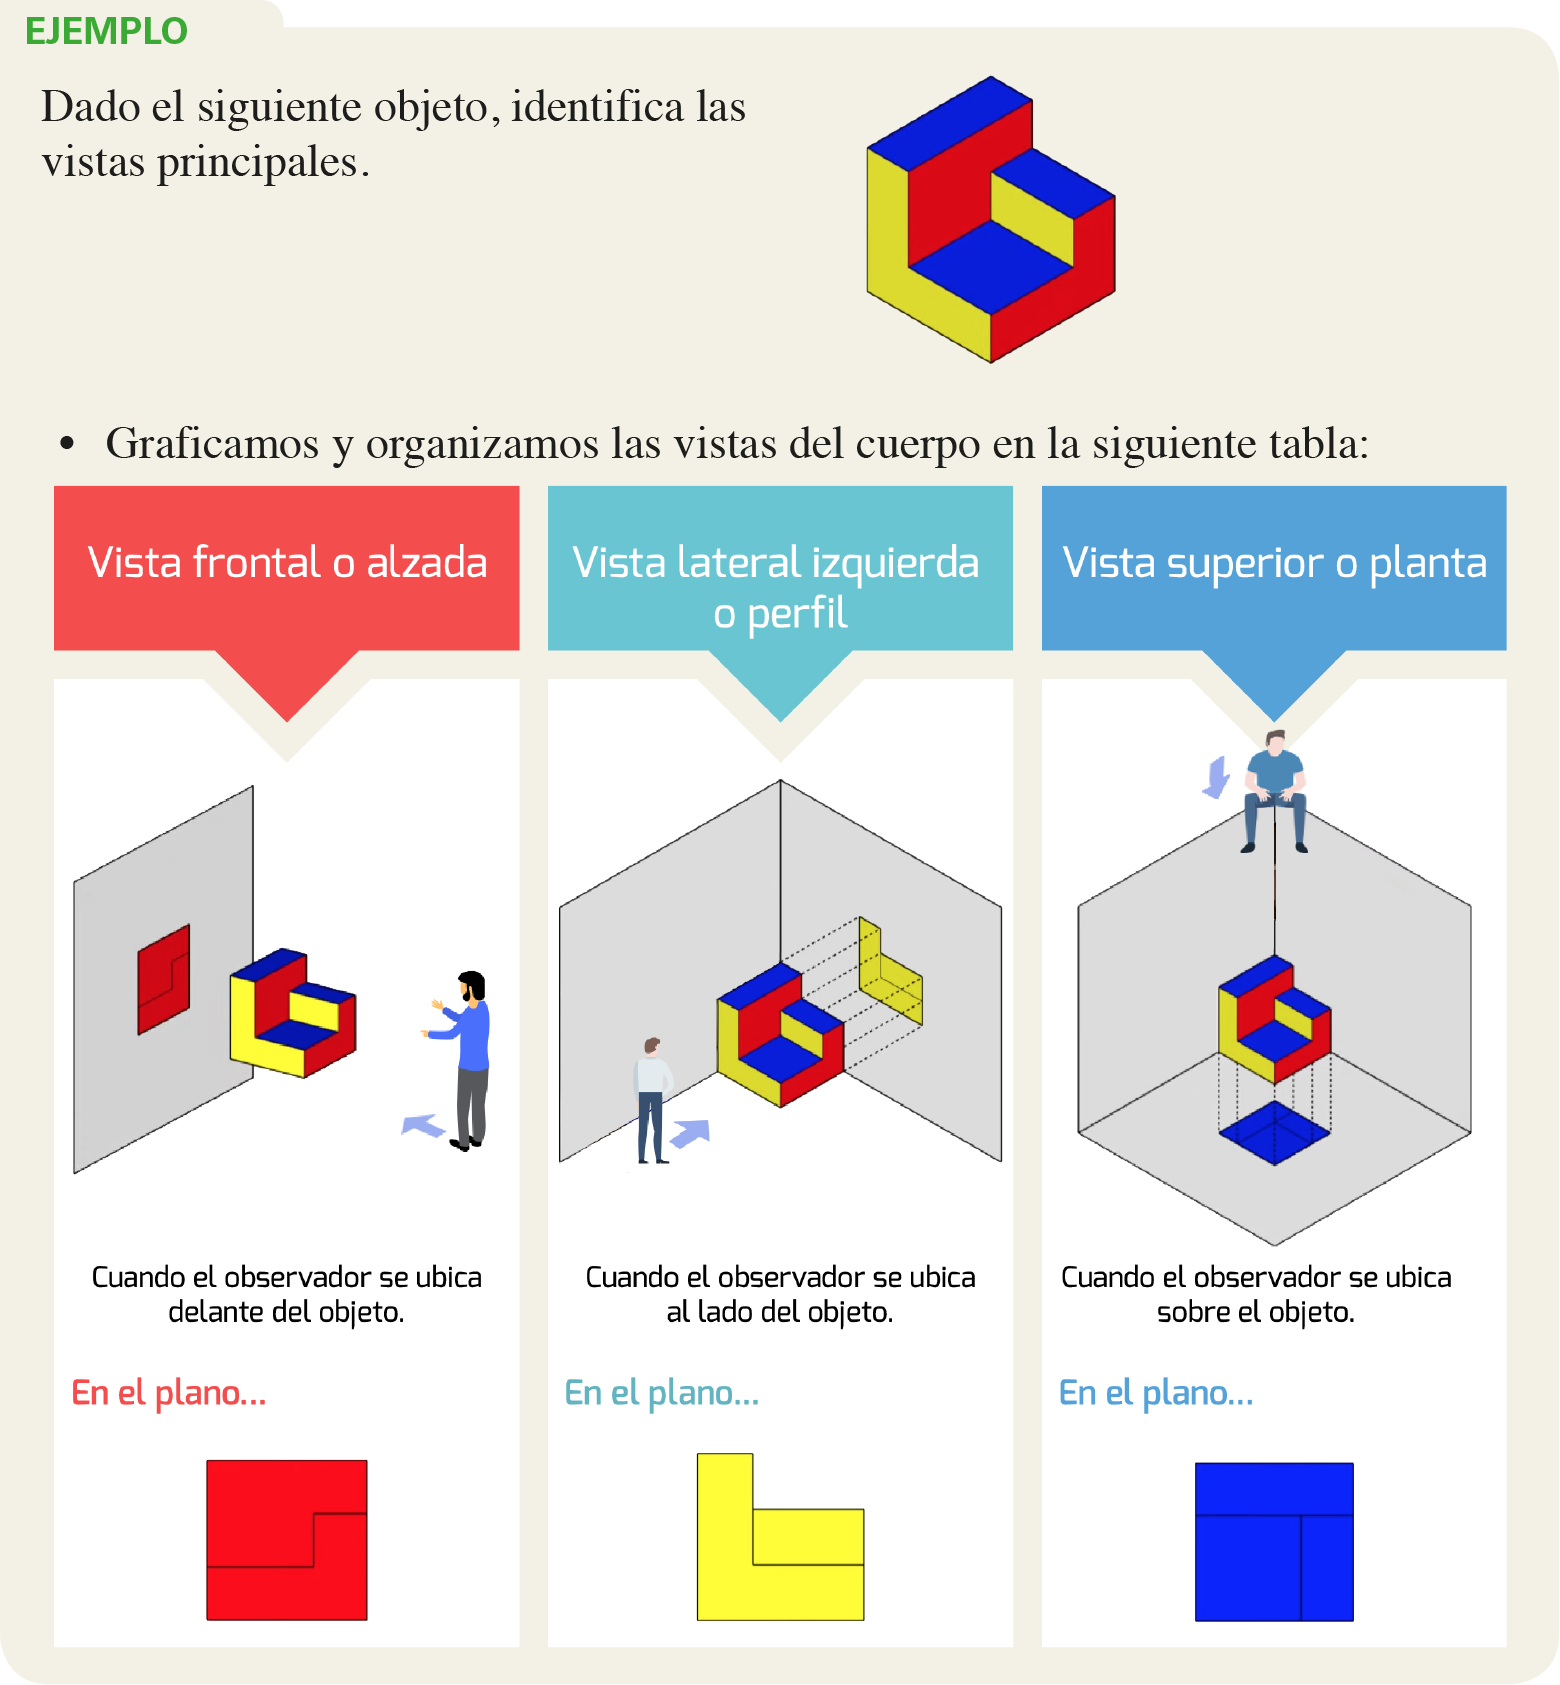 EJEMPLO
Dado el siguiente objeto, identifica las
vistas principales.
• Graficamos y organizamos las vistas del cuerpo en la siguiente tabla:
Vista frontal o alzada
Vista lateral izquierda
o perfil
Vista superior o planta
Cuando el observador se ubica
delante del objeto.
Cuando el observador se ubica
al lado del objeto.
Cuando el observador se ubica
sobre el objeto.
En el plano...
En el plano...
En el plano...